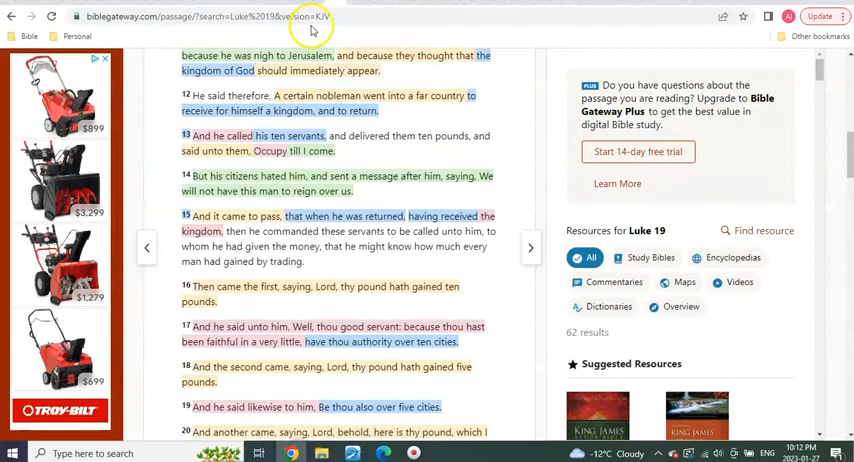 biblegateway.com/passage/?search=Luke%2019&version=KJV
Update
Bible
Personal
Other bookmarks
because he was nigh to Jerusalem, and because they thought that the
kingdom of God should immediately appear.
12 He said therefore, A certain nobleman went into a far country to
receive for himself a kingdom, and to return.
13 And he called his ten servants, and delivered them ten pounds, and
said unto them, Occupy till I come.
14 But his citizens hated him, and sent a message after him, saying, We
will not have this man to reign over us.
15 And it came to pass, that when he was returned, having received the
kingdom, then he commanded these servants to be called unto him, to
whom he had given the money, that he might know how much every
man had gained by trading.
16 Then came the first, saying, Lord, thy pound hath gained ten
pounds.
17 And he said unto him, Well, thou good servant: because thou hast
been faithful in a very little, have thou authority over ten cities.
18 And the second came, saying, Lord, thy pound hath gained five
pounds.
19 And he said likewise to him, Be thou also over five cities.
20 And another came, saying, Lord, behold, here is thy pound, which I
$899
$3,299
$1,279
$699
TROY-BILT
PLUS Do you have questions about the
passage you are reading? Upgrade to Bible
Gateway Plus to get the best value in
digital Bible study.
Start 14-day free trial
Learn More
Resources for Luke 19
Find resource
All
Study Bibles
Encyclopedias
Commentaries
Maps
Videos
Dictionaries
Overview
62 results
Suggested Resources
KING JAMES
KING JAMES
Type here to search
-12°C Cloudy
ENG
10:12 PM
2023-01-27